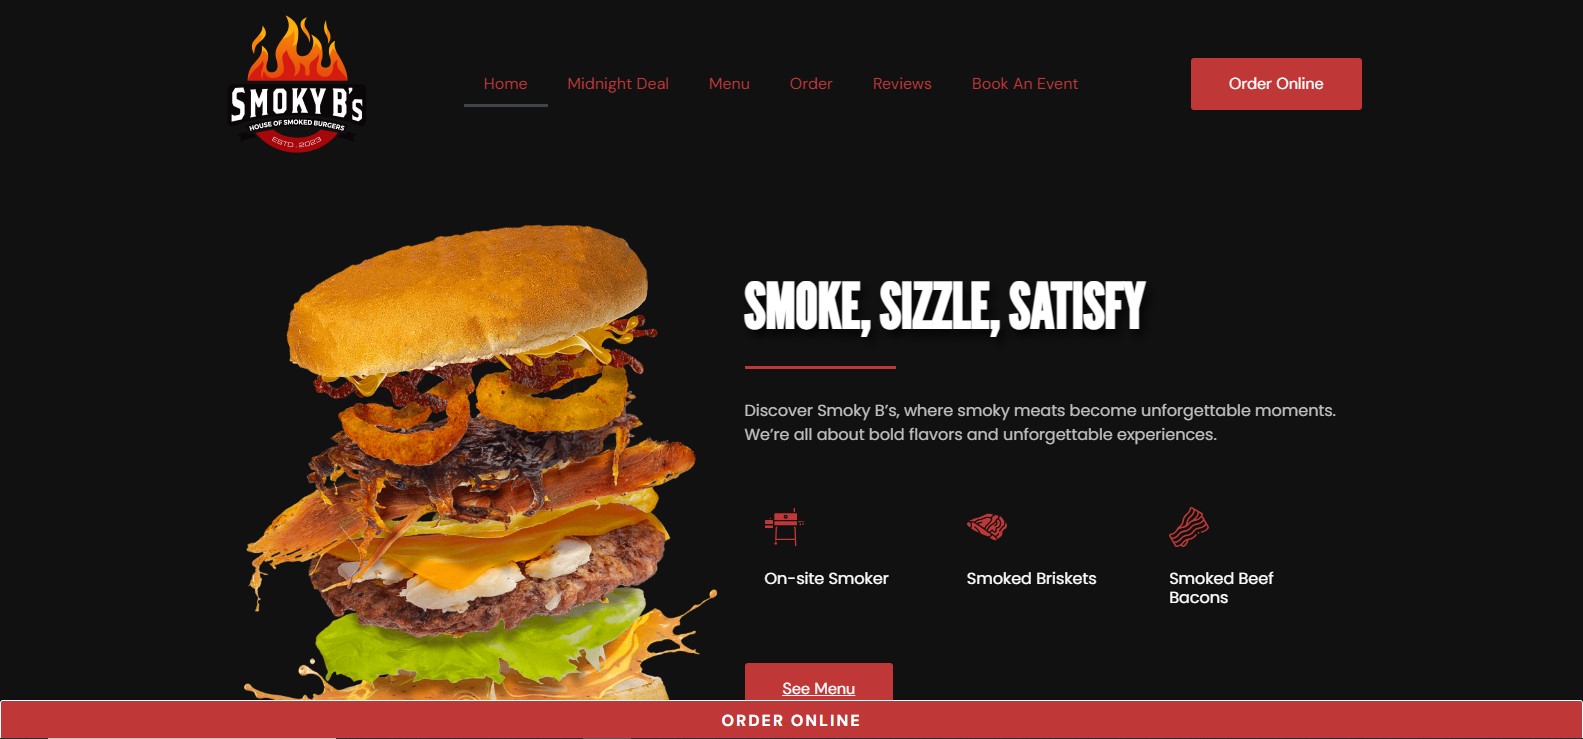 SMOKY B's
HOUSE OF SMOKED BURGERS
ESTD . 2023
Home
Midnight Deal
Menu
Order
Reviews
Book An Event
Order Online
SMOKE, SIZZLE, SATISFY
Discover Smoky B’s, where smoky meats become unforgettable moments.
We’re all about bold flavors and unforgettable experiences.
On-site Smoker
Smoked Briskets
Smoked Beef
Bacons
See Menu
ORDER ONLINE